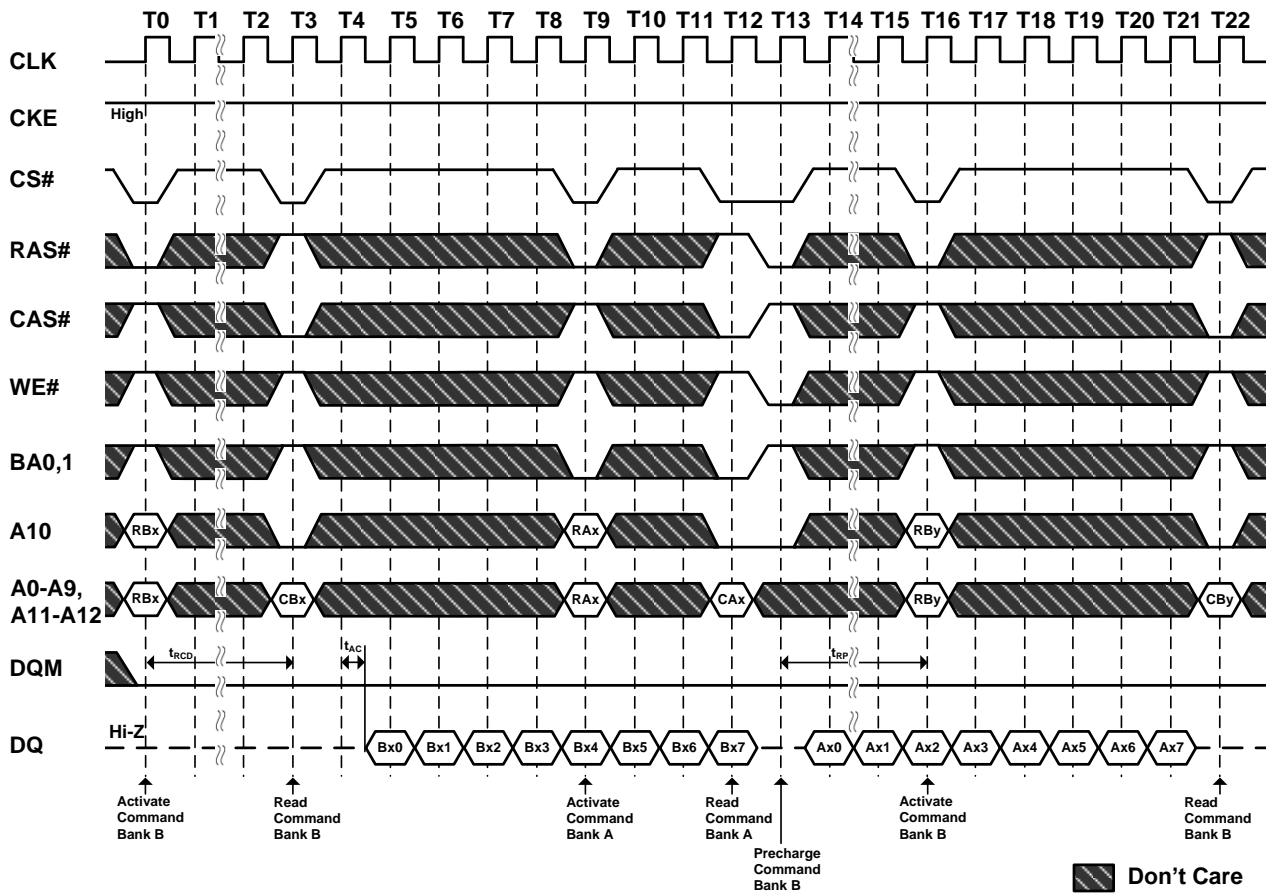 T0 T1 T2 T3 T4 T5 T6 T7 T8 T9 T10 T11 T12 T13 T14 T15 T16 T17 T18 T19 T20 T21 T22
CLK
CKE
High
CS#
RAS#
CAS#
WE#
BA0,1
A10
RBx
RAx
RBy
A0-A9,
A11-A12
RBx
CBx
RAx
CAx
RBy
CBy
DQM
tRCD
tAC
tRP
DQ
Hi-Z
Bx0 Bx1 Bx2 Bx3 Bx4 Bx5 Bx6 Bx7
Ax0 Ax1 Ax2 Ax3 Ax4 Ax5 Ax6 Ax7
Activate
Command
Bank B
Read
Command
Bank B
Activate
Command
Bank A
Read
Command
Bank A
Precharge
Command
Bank B
Activate
Command
Bank B
Read
Command
Bank B
Don't Care